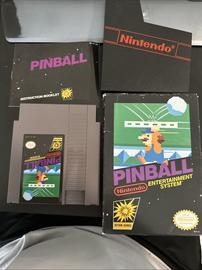 PINBALL
INSTRUCTION BOOKLET
Nintendo
PINBALL
PINBALL
Nintendo
ENTERTAINMENT
SYSTEM